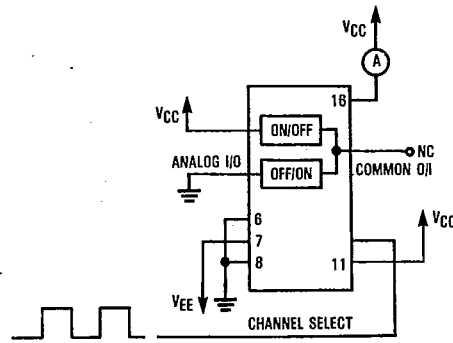 VCC
A
16
VCC
ON/OFF
NC
ANALOG I/O
OFF/ON
COMMON O/I
6
VCC
7
8
11
VEE
CHANNEL SELECT